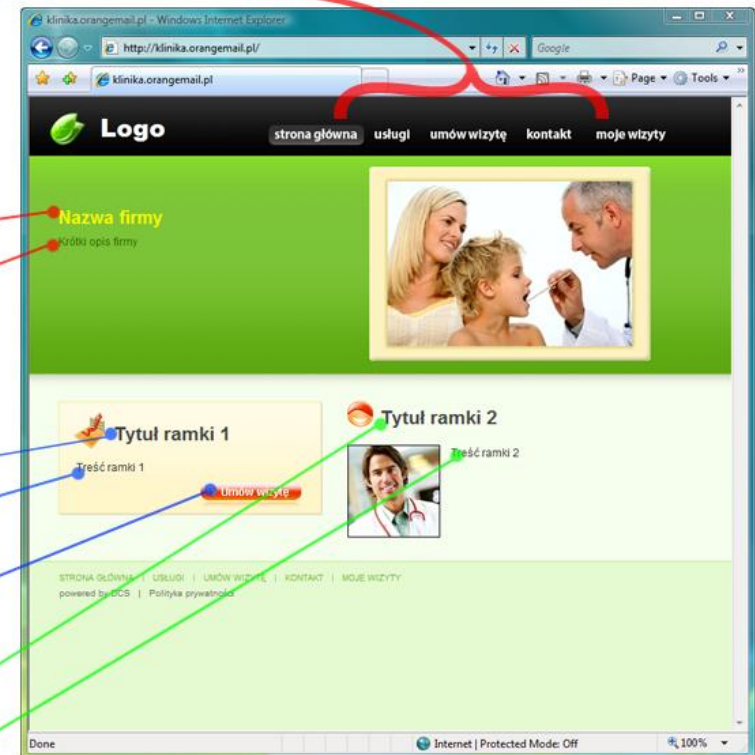 klinika.orangemail.pl - Windows Internet Explorer
http://klinika.orangemail.pl/
Google
klinika.orangemail.pl
Page
Tools
Logo
strona główna usługi umów wizytę kontakt moje wizyty
Nazwa firmy
Krótki opis firmy
Tytuł ramki 1
Treść ramki 1
Umów wizytę
Tytuł ramki 2
Treść ramki 2
STRONA GŁÓWNA | USŁUGI | UMÓW WIZYTĘ | KONTAKT | MOJE WIZYTY
powered by DCS | Polityka prywatności
Done
Internet | Protected Mode: Off
100%